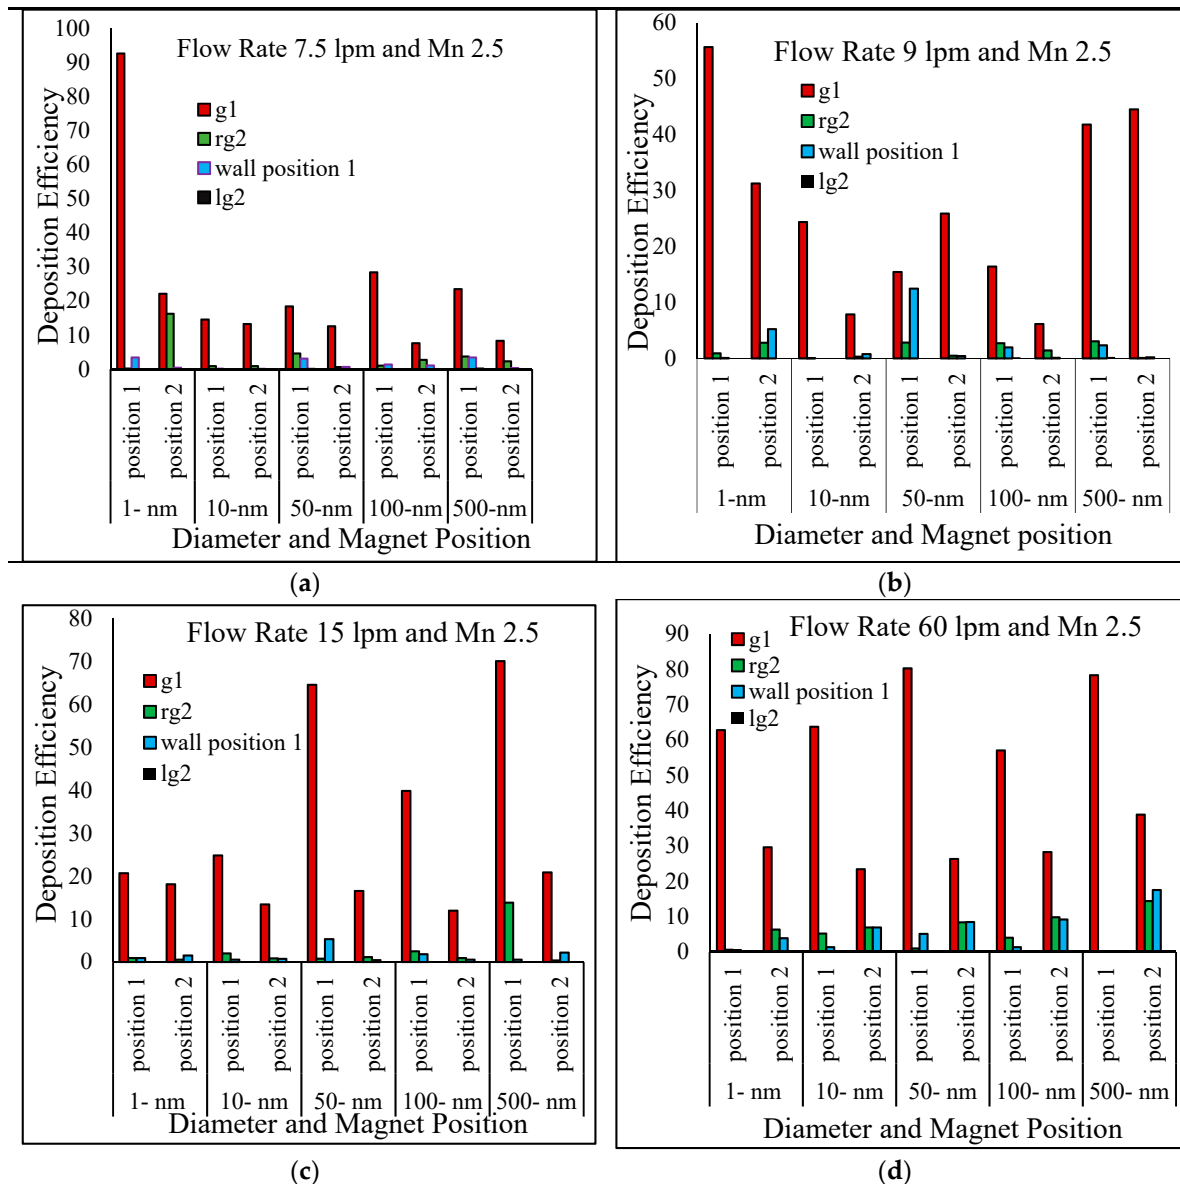 Flow Rate 7.5 lpm and Mn 2.5
Deposition Efficiency
100
90
80
70
60
50
40
30
20
10
0
g1
rg2
wall position 1
lg2
position 1 position 2 position 1 position 2 position 1 position 2 position 1 position 2 position 1 position 2
1- nm 10-nm 50-nm 100-nm 500-nm
Diameter and Magnet Position
(a)
Flow Rate 9 lpm and Mn 2.5
Deposition Efficiency
60
50
40
30
20
10
0
g1
rg2
wall position 1
lg2
position 1 position 2 position 1 position 2 position 1 position 2 position 1 position 2 position 1 position 2
1-nm 10-nm 50-nm 100- nm 500- nm
Diameter and Magnet position
(b)
Flow Rate 15 lpm and Mn 2.5
Deposition Efficiency
80
70
60
50
40
30
20
10
0
g1
rg2
wall position 1
lg2
position 1 position 2 position 1 position 2 position 1 position 2 position 1 position 2 position 1 position 2
1- nm 10- nm 50- nm 100- nm 500- nm
Diameter and Magnet Position
(c)
Flow Rate 60 lpm and Mn 2.5
Deposition Efficiency
90
80
70
60
50
40
30
20
10
0
g1
rg2
wall position 1
lg2
position 1 position 2 position 1 position 2 position 1 position 2 position 1 position 2 position 1 position 2
1- nm 10- nm 50- nm 100- nm 500- nm
Diameter and Magnet Position
(d)